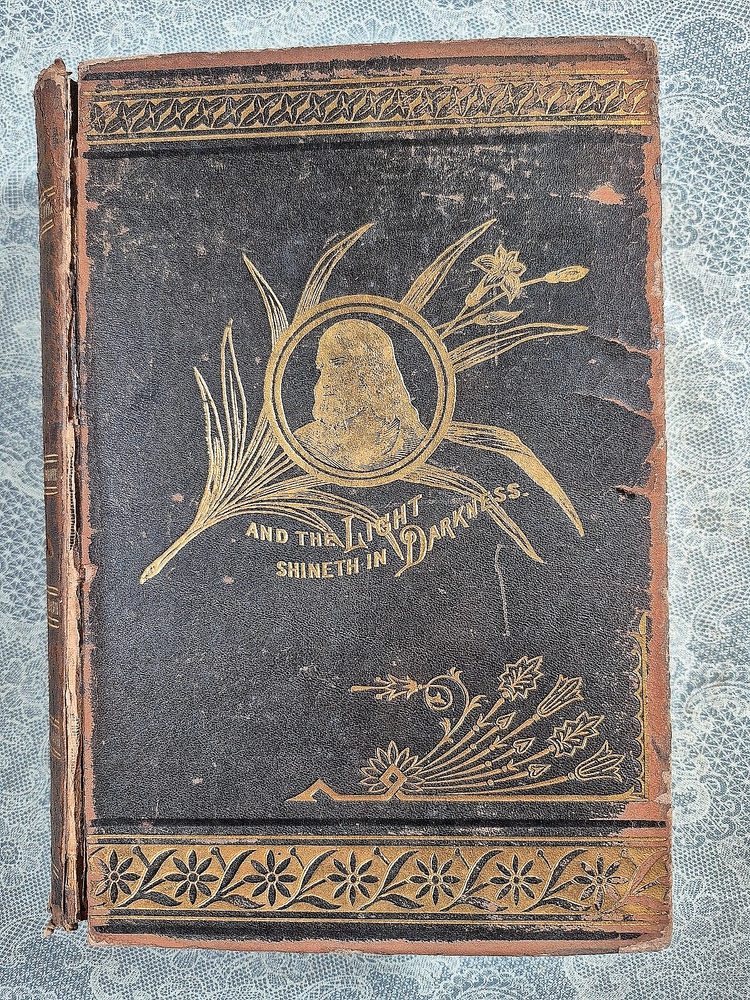 AND THE LIGHT
SHINETH IN DARKNESS.